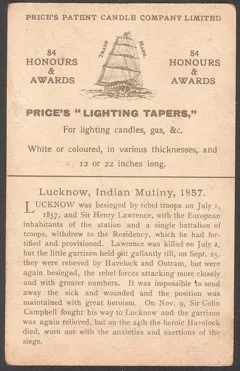 PRICE'S PATENT CANDLE COMPANY LIMITED
TRADE MARK.
84
HONOURS
&
AWARDS
84
HONOURS
&
AWARDS
PRICE'S "LIGHTING TAPERS,"
For lighting candles, gas, &c.
White or coloured, in various thicknesses, and
12 or 22 inches long.
Lucknow, Indian Mutiny, 1857.
LUCKNOW was besieged by rebel troops on July 1,
1857, and Sir Henry Lawrence, with the European
inhabitants of the station and a single battalion of
troops, withdrew to the Residency, which he had for-
tified and provisioned. Lawrence was killed on July 2,
but the little garrison held out gallantly till, on Sept. 25,
they were relieved by Havelock and Outram, but were
again besieged, the rebel forces attacking more closely
and with greater numbers. It was impossible to send
away the sick and wounded and the position was
maintained with great heroism. On Nov. 9, Sir Colin
Campbell fought his way to Lucknow and the garrison
was again relieved, but on the 24th the heroic Havelock
died, worn out with the anxieties and exertions of the
siege.